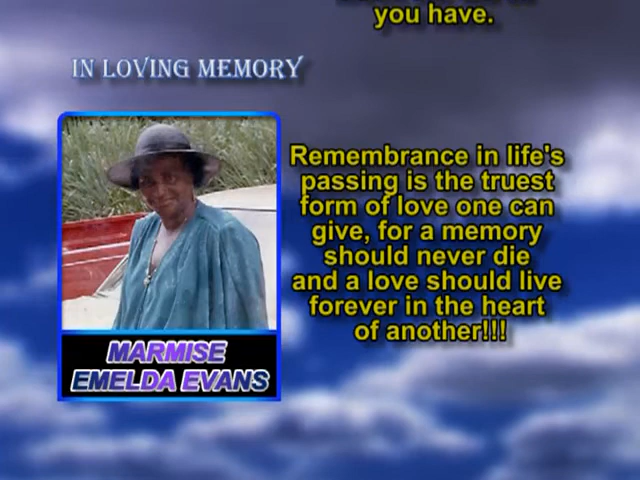 you have.
IN LOVING MEMORY
Remembrance in life's
passing is the truest
form of love one can
give, for a memory
should never die
and a love should live
forever in the heart
of another!!!
MARMISE
EMELDA EVANS